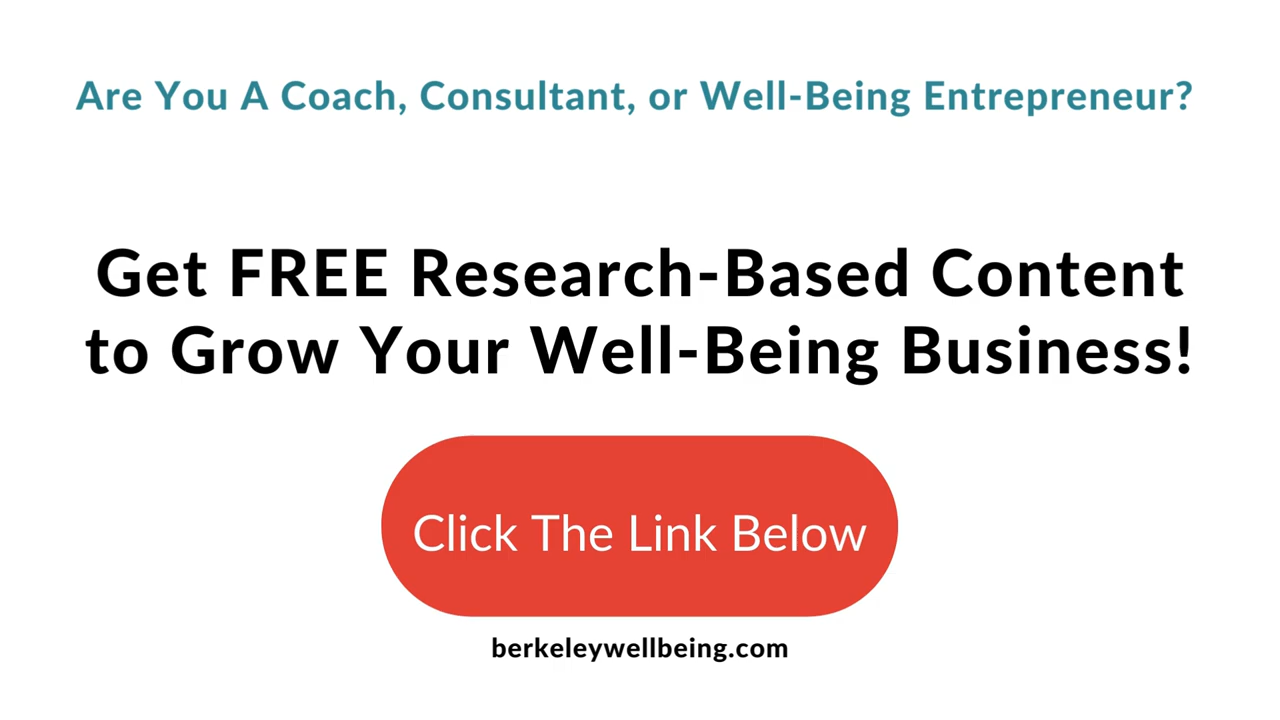 Are You A Coach, Consultant, or Well-Being Entrepreneur?
Get FREE Research-Based Content
to Grow Your Well-Being Business!
Click The Link Below
berkeleywellbeing.com